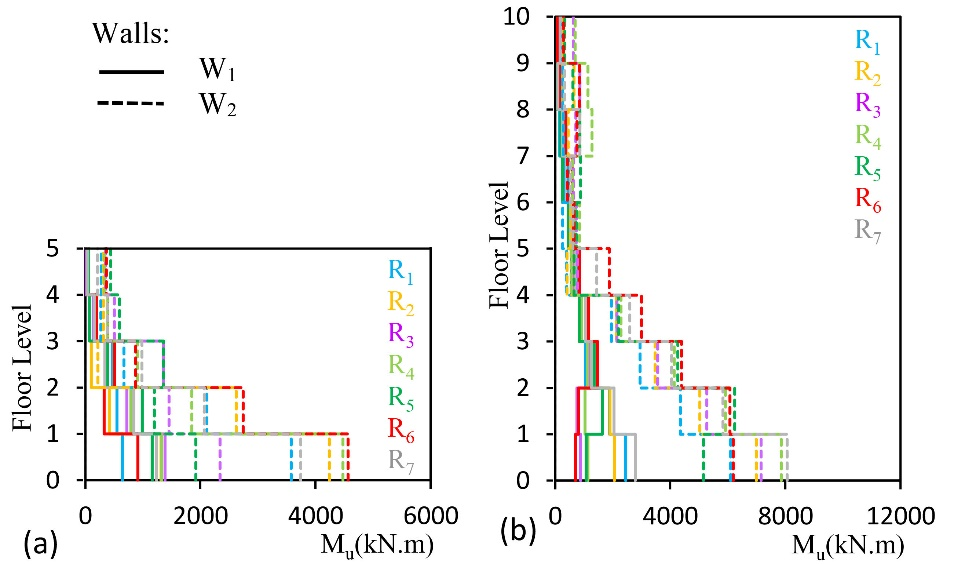 Walls:
W1
W2
5
4
3
2
1
0
Floor Level
R1
R2
R3
R4
R5
R6
R7
0 2000 4000 6000
(a)
Mu(kN.m)
10
9
8
7
6
5
4
3
2
1
0
Floor Level
R1
R2
R3
R4
R5
R6
R7
0 4000 8000 12000
(b)
Mu(kN.m)